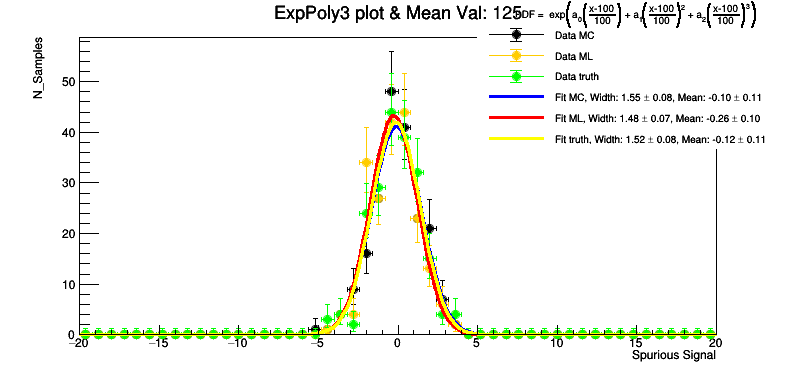 ExpPoly3 plot & Mean Val: 125
PDF = exp(a0(x-100/100) + a1(x-100/100)^2 + a2(x-100/100)^3)
Data MC
Data ML
Data truth
Fit MC, Width: 1.55 ± 0.08, Mean: -0.10 ± 0.11
Fit ML, Width: 1.48 ± 0.07, Mean: -0.26 ± 0.10
Fit truth, Width: 1.52 ± 0.08, Mean: -0.12 ± 0.11
N_Samples
50
40
30
20
10
0
−20 −15 −10 −5 0 5 10 15 20
Spurious Signal